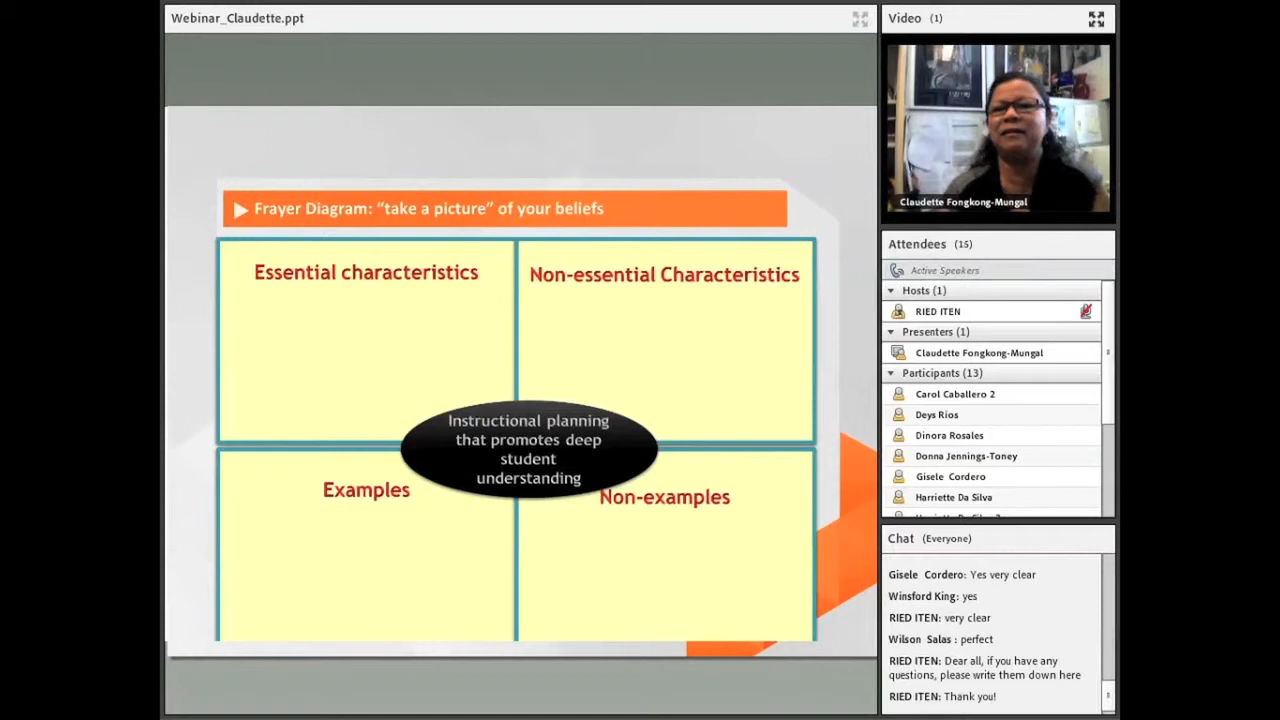 Webinar_Claudette.ppt
Frayer Diagram: “take a picture” of your beliefs
Essential characteristics
Non-essential Characteristics
Instructional planning
that promotes deep
student
understanding
Examples
Non-examples
Video (1)
Claudette Fongkong-Mungal
Attendees (15)
Active Speakers
Hosts (1)
RIED ITEN
Presenters (1)
Claudette Fongkong-Mungal
Participants (13)
Carol Caballero 2
Deys Rios
Dinora Rosales
Donna Jennings-Toney
Gisele Cordero
Harriette Da Silva
Chat (Everyone)
Gisele Cordero: Yes very clear
Winsford King: yes
RIED ITEN: very clear
Wilson Salas : perfect
RIED ITEN: Dear all, if you have any
questions, please write them down here
RIED ITEN: Thank you!